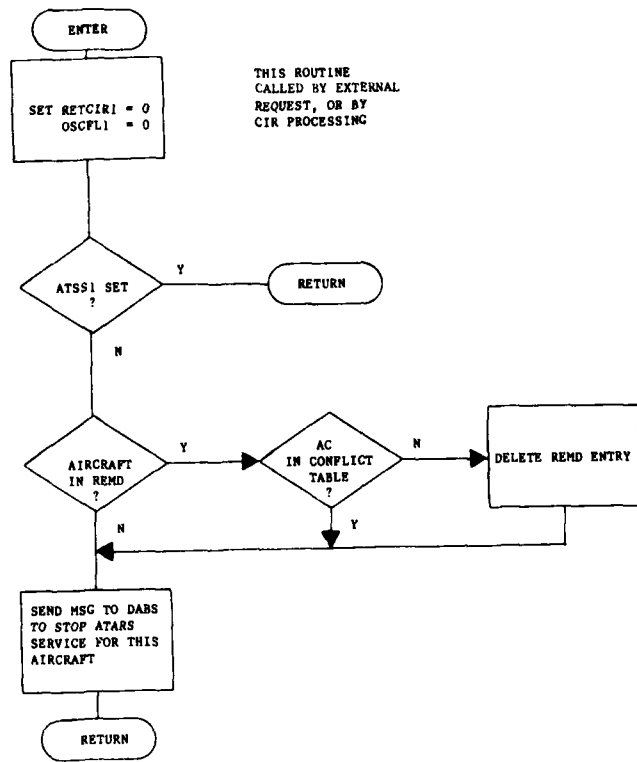 ENTER
SET RETCIR1 = 0
OSCFL1 = 0
THIS ROUTINE
CALLED BY EXTERNAL
REQUEST, OR BY
CIR PROCESSING
ATSS1 SET
?
Y
RETURN
N
AIRCRAFT
IN REMD
?
Y
AC
IN CONFLICT
TABLE
?
N
DELETE REMD ENTRY
N
Y
SEND MSG TO DABS
TO STOP ATARS
SERVICE FOR THIS
AIRCRAFT
RETURN